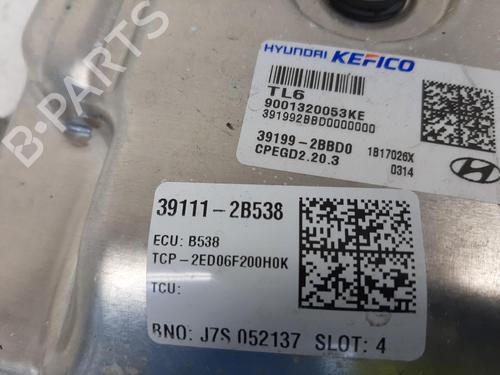 HYUNDAI KEFICO
TL6
9001320053KE
391992BBD0000000
39199-2BBD0
CPEGD2.20.3
1817026X
0314
39111-2B538
ECU: B538
TCP-2ED06F200H0K
TCU:
BNO: J7S 052137 SLOT: 4
B-PARTS